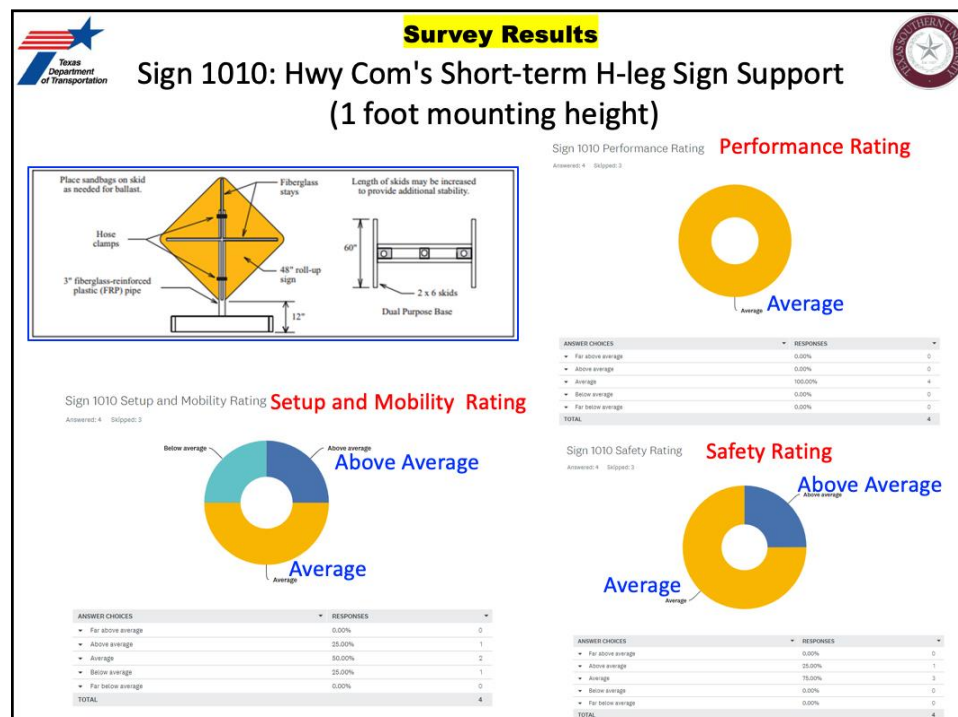 Survey Results
Texas
Department
of Transportation
TEXAS SOUTHERN UNIVERSITY
Sign 1010: Hwy Com's Short-term H-leg Sign Support
(1 foot mounting height)
Place sandbags on skid
as needed for ballast.
Fiberglass
stays
Hose
clamps
48" roll-up
sign
3" fiberglass-reinforced
plastic (FRP) pipe
12"
Length of skids may be increased
to provide additional stability.
60"
2 x 6 skids
Dual Purpose Base
Sign 1010 Performance Rating Performance Rating
Answered: 4 Skipped: 3
Average Average
ANSWER CHOICES RESPONSES
Far above average 0.00% 0
Above average 0.00% 0
Average 100.00% 4
Below average 0.00% 0
Far below average 0.00% 0
TOTAL 4
Sign 1010 Setup and Mobility Rating Setup and Mobility Rating
Answered: 4 Skipped: 3
Below average
Above average
Above Average
Average
Average
ANSWER CHOICES RESPONSES
Far above average 0.00% 0
Above average 25.00% 1
Average 50.00% 2
Below average 25.00% 1
Far below average 0.00% 0
TOTAL 4
Sign 1010 Safety Rating Safety Rating
Answered: 4 Skipped: 3
Above Average
Above average
Average
Average
ANSWER CHOICES RESPONSES
Far above average 0.00% 0
Above average 25.00% 1
Average 75.00% 3
Below average 0.00% 0
Far below average 0.00% 0
TOTAL 4